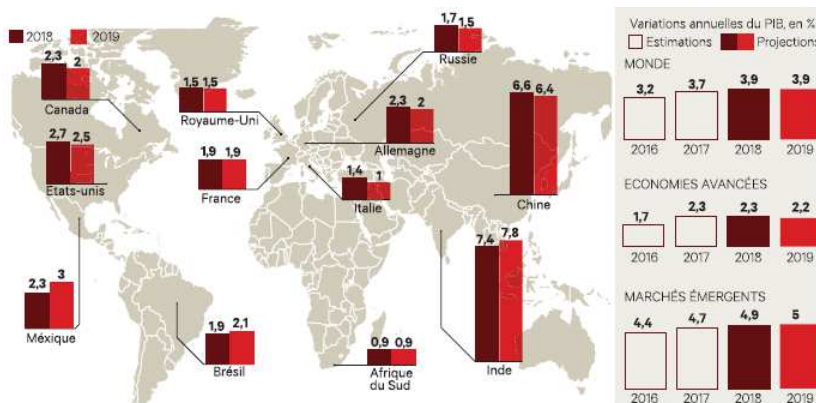 2018 2019
2,3 2
Canada
2,7 2,5
Etats-unis
2,3 3
Méxique
1,9 2,1
Brésil
1,5 1,5
Royaume-Uni
1,9 1,9
France
1,7 1,5
Russie
2,3 2
Allemagne
1,4 1
Italie
6,6 6,4
Chine
7,4 7,8
Inde
0,9 0,9
Afrique
du Sud
Variations annuelles du PIB, en %
Estimations Projections
MONDE
3,2 3,7 3,9 3,9
2016 2017 2018 2019
ECONOMIES AVANCÉES
1,7 2,3 2,3 2,2
2016 2017 2018 2019
MARCHÉS ÉMERGENTS
4,4 4,7 4,9 5
2016 2017 2018 2019